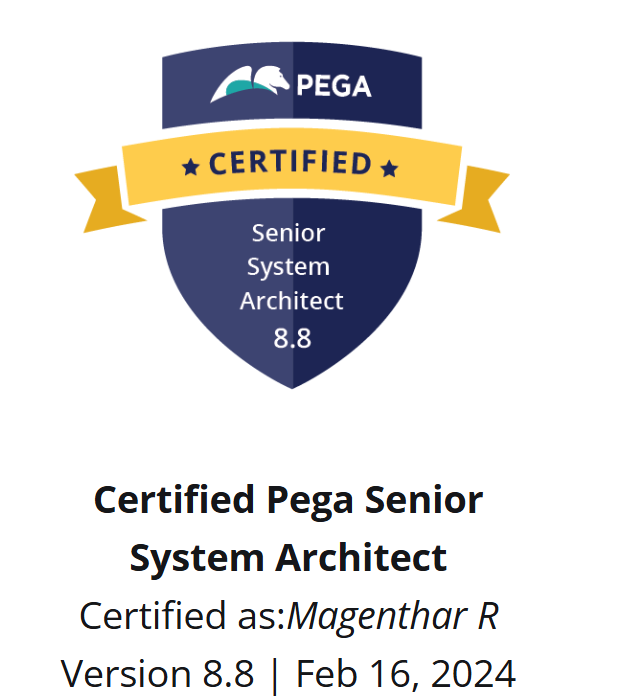 PEGA
CERTIFIED
Senior
System
Architect
8.8
Certified Pega Senior
System Architect
Certified as:Magenthar R
Version 8.8 | Feb 16, 2024